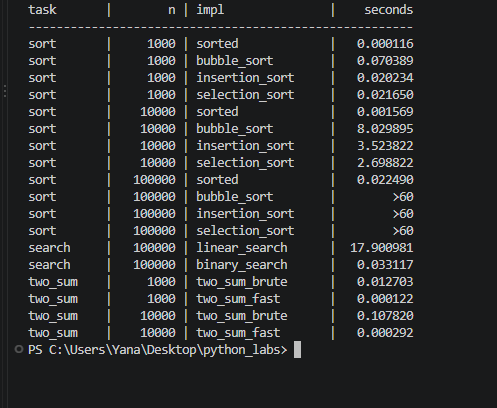 task       |       n | impl             |    seconds
-------------------------------------------------------
sort       |    1000 | sorted           |   0.000116
sort       |    1000 | bubble_sort      |   0.070389
sort       |    1000 | insertion_sort   |   0.020234
sort       |    1000 | selection_sort   |   0.021650
sort       |   10000 | sorted           |   0.001569
sort       |   10000 | bubble_sort      |   8.029895
sort       |   10000 | insertion_sort   |   3.523822
sort       |   10000 | selection_sort   |   2.698822
sort       |  100000 | sorted           |   0.022490
sort       |  100000 | bubble_sort      |        >60
sort       |  100000 | insertion_sort   |        >60
sort       |  100000 | selection_sort   |        >60
search     |  100000 | linear_search    |  17.900981
search     |  100000 | binary_search    |   0.033117
two_sum    |    1000 | two_sum_brute    |   0.012703
two_sum    |    1000 | two_sum_fast     |   0.000122
two_sum    |   10000 | two_sum_brute    |   0.107820
two_sum    |   10000 | two_sum_fast     |   0.000292
PS C:\Users\Yana\Desktop\python_labs>